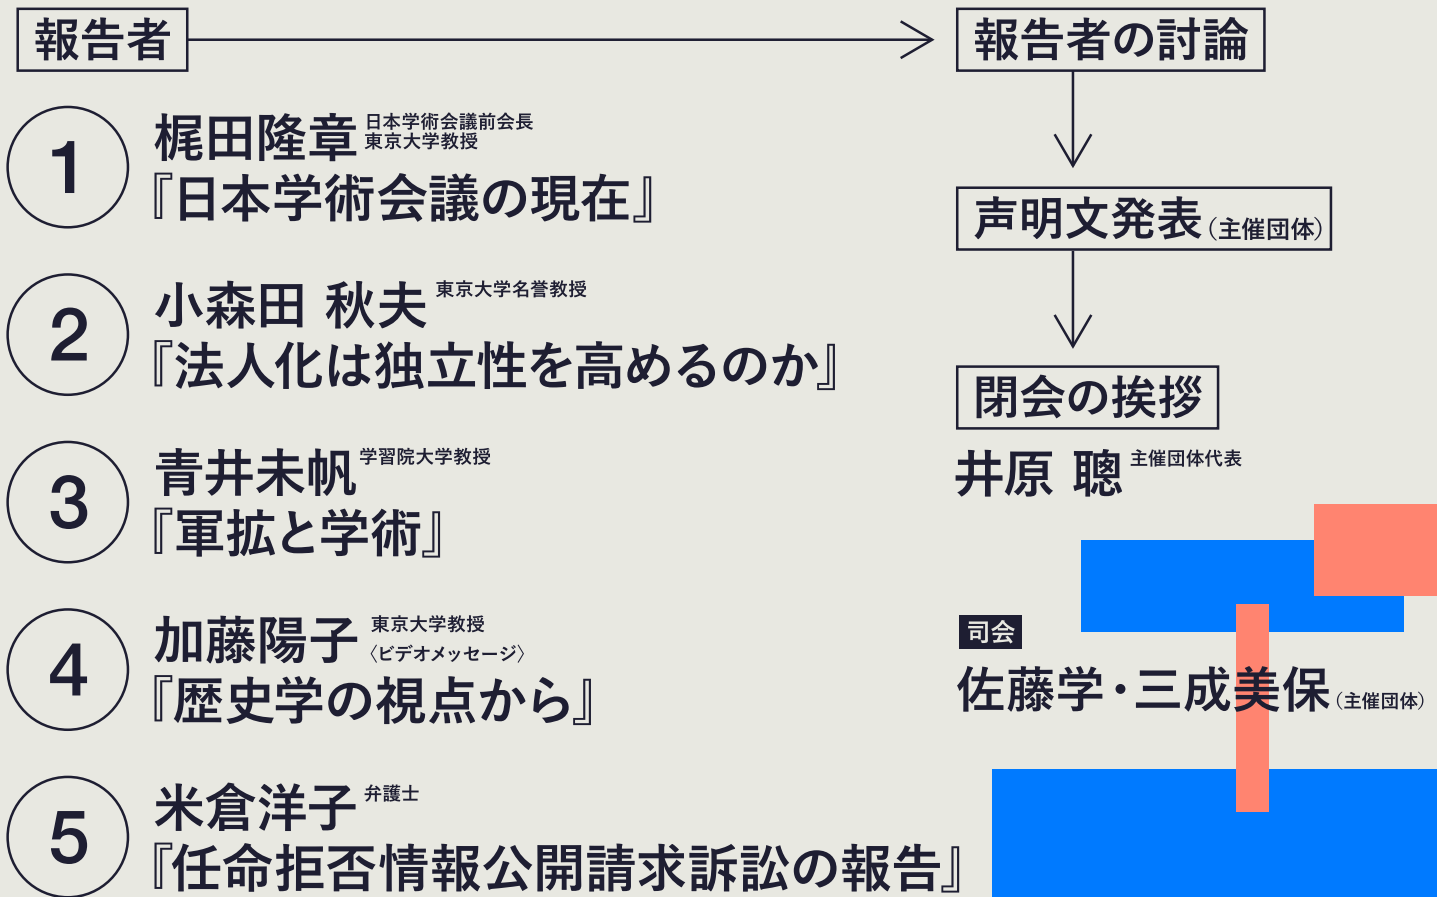 報告者
1
梶田隆章 日本学術会議前会長
東京大学教授
『日本学術会議の現在』
2
小森田 秋夫 東京大学名誉教授
『法人化は独立性を高めるのか』
3
青井未帆 学習院大学教授
『軍拡と学術』
4
加藤陽子 東京大学教授
〈ビデオメッセージ〉
『歴史学の視点から』
5
米倉洋子 弁護士
『任命拒否情報公開請求訴訟の報告』
報告者の討論
声明文発表（主催団体）
閉会の挨拶
井原 聰 主催団体代表
司会
佐藤学・三成美保（主催団体）